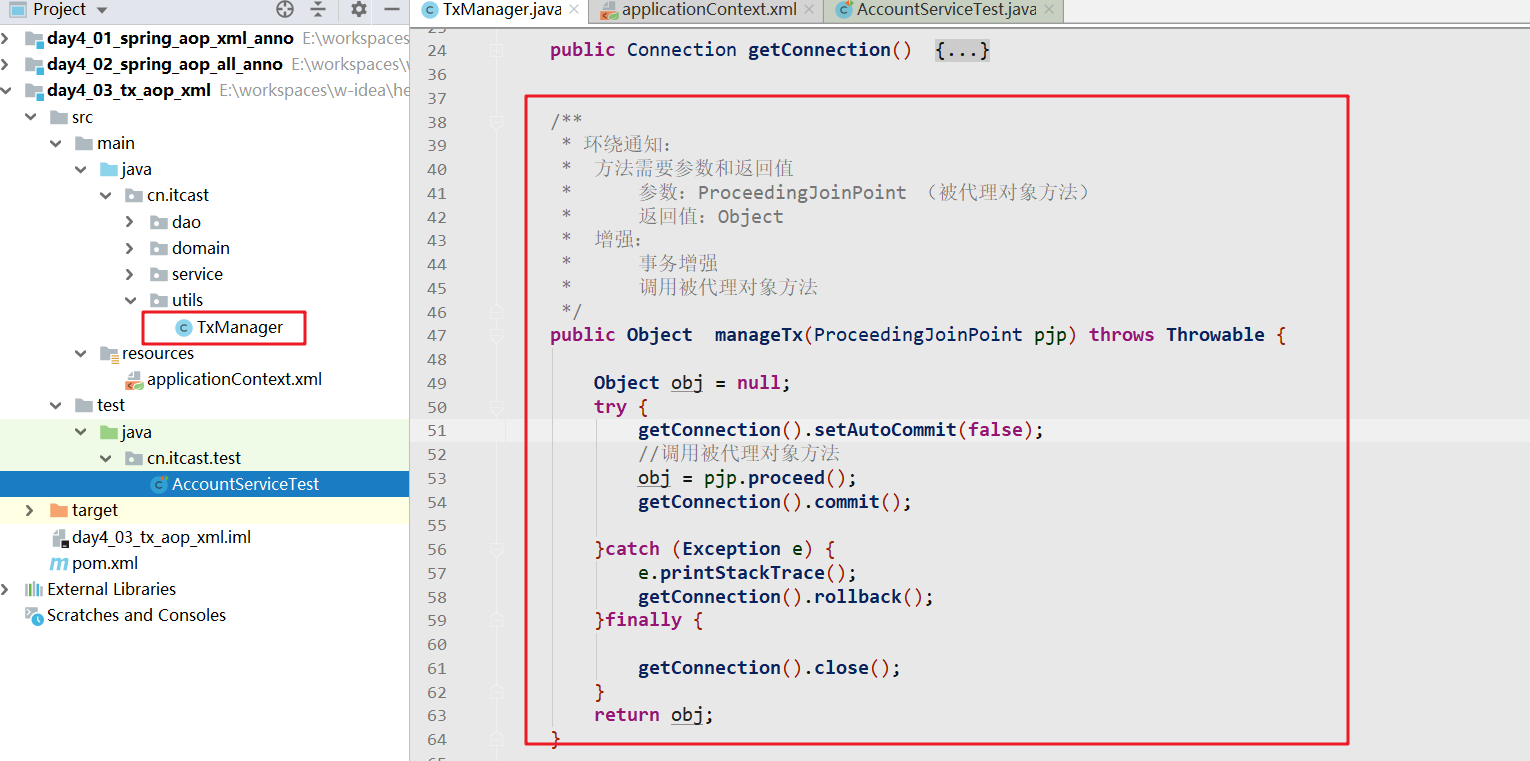 Project
day4_01_spring_aop_xml_anno E:\workspaces
day4_02_spring_aop_all_anno E:\workspaces\
day4_03_tx_aop_xml E:\workspaces\w-idea\he
src
main
java
cn.itcast
dao
domain
service
utils
TxManager
resources
applicationContext.xml
test
java
cn.itcast.test
AccountServiceTest
target
day4_03_tx_aop_xml.iml
pom.xml
External Libraries
Scratches and Consoles
TxManager.java applicationContext.xml AccountServiceTest.java
24 public Connection getConnection() {...}
36
37
38 /**
39 * 环绕通知:
40 * 方法需要参数和返回值
41 * 参数: ProceedingJoinPoint (被代理对象方法)
42 * 返回值: Object
43 * 增强:
44 * 事务增强
45 * 调用被代理对象方法
46 */
47 public Object manageTx(ProceedingJoinPoint pjp) throws Throwable {
48
49 Object obj = null;
50 try {
51 getConnection().setAutoCommit(false);
52 //调用被代理对象方法
53 obj = pjp.proceed();
54 getConnection().commit();
55
56 }catch (Exception e) {
57 e.printStackTrace();
58 getConnection().rollback();
59 }finally {
60
61 getConnection().close();
62 }
63 return obj;
64 }